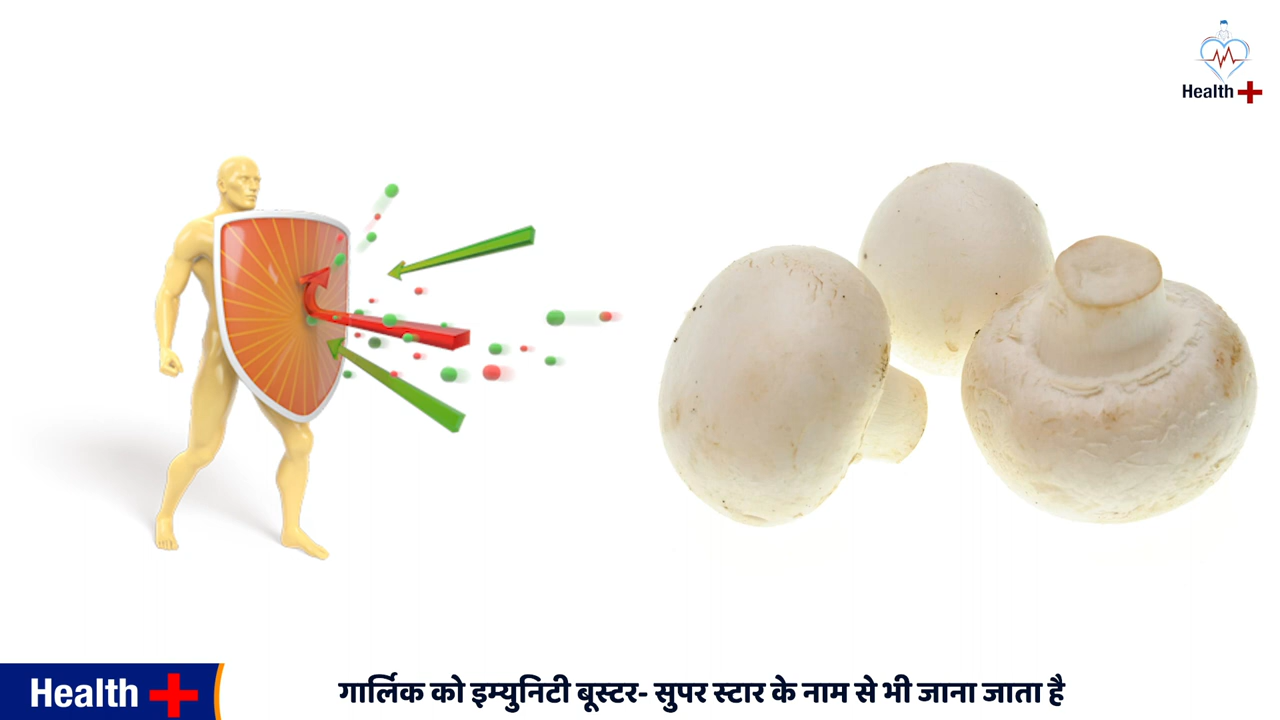 Health
Health
गार्लिक को इम्युनिटी बूस्टर- सुपर स्टार के नाम से भी जाना जाता है